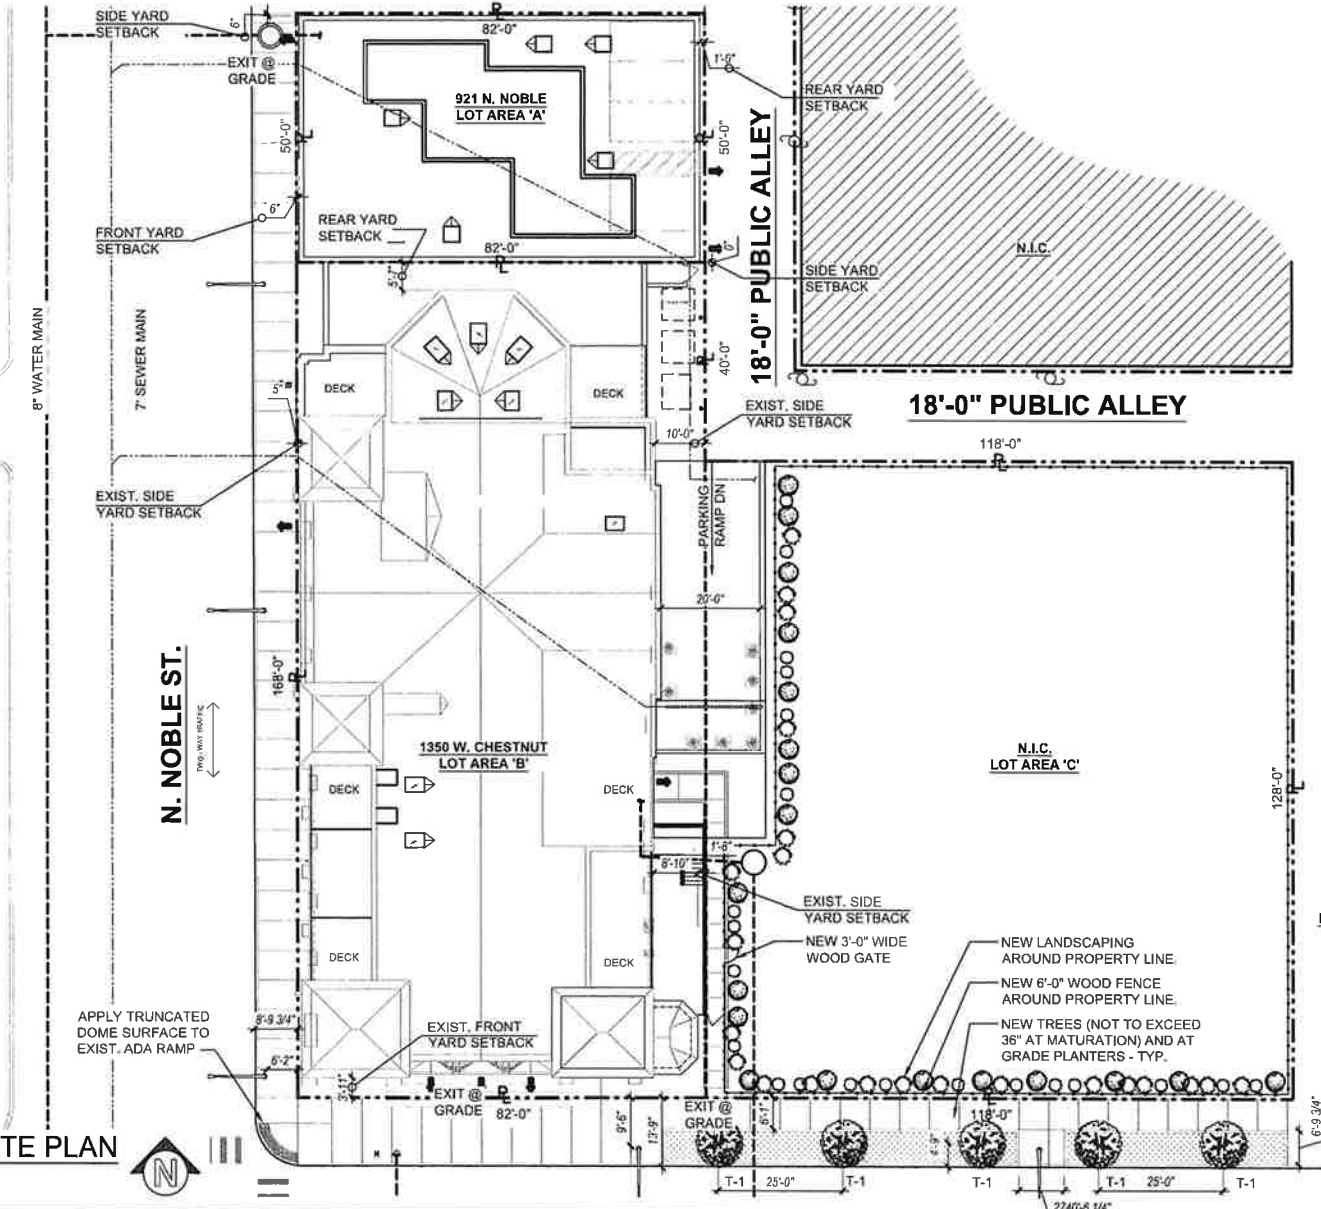 SIDE YARD
SETBACK
6"
EXIT @
GRADE
82'-0"
921 N. NOBLE
LOT AREA 'A'
50'-0"
50'-0"
1'-0"
REAR YARD
SETBACK
18'-0" PUBLIC ALLEY
N.I.C.
6"
FRONT YARD
SETBACK
REAR YARD
SETBACK
82'-0"
0"
SIDE YARD
SETBACK
8" WATER MAIN
7' SEWER MAIN
DECK
DECK
40'-0"
18'-0" PUBLIC ALLEY
EXIST. SIDE
YARD SETBACK
10'-0"
118'-0"
EXIST. SIDE
YARD SETBACK
PARKING
RAMP DN
20'-0"
168'-0"
N. NOBLE ST.
TWO-WAY TRAFFIC
1350 W. CHESTNUT
LOT AREA 'B'
N.I.C.
LOT AREA 'C'
128'-0"
DECK
DECK
1'-6"
8'-10"
EXIST. SIDE
YARD SETBACK
NEW 3'-0" WIDE
WOOD GATE
NEW LANDSCAPING
AROUND PROPERTY LINE.
NEW 6'-0" WOOD FENCE
AROUND PROPERTY LINE.
NEW TREES (NOT TO EXCEED
36" AT MATURATION) AND AT
GRADE PLANTERS - TYP.
DECK
DECK
APPLY TRUNCATED
DOME SURFACE TO
EXIST. ADA RAMP
8'-9 3/4"
6'-2"
EXIST. FRONT
YARD SETBACK
3'-11"
EXIT @
GRADE
82'-0"
9'-6"
13'-9"
EXIT @
GRADE
6'-1"
4'-9"
118'-0"
6'-9 3/4"
TE PLAN
N
T-1
25'-0"
T-1
T-1
T-1
25'-0"
T-1